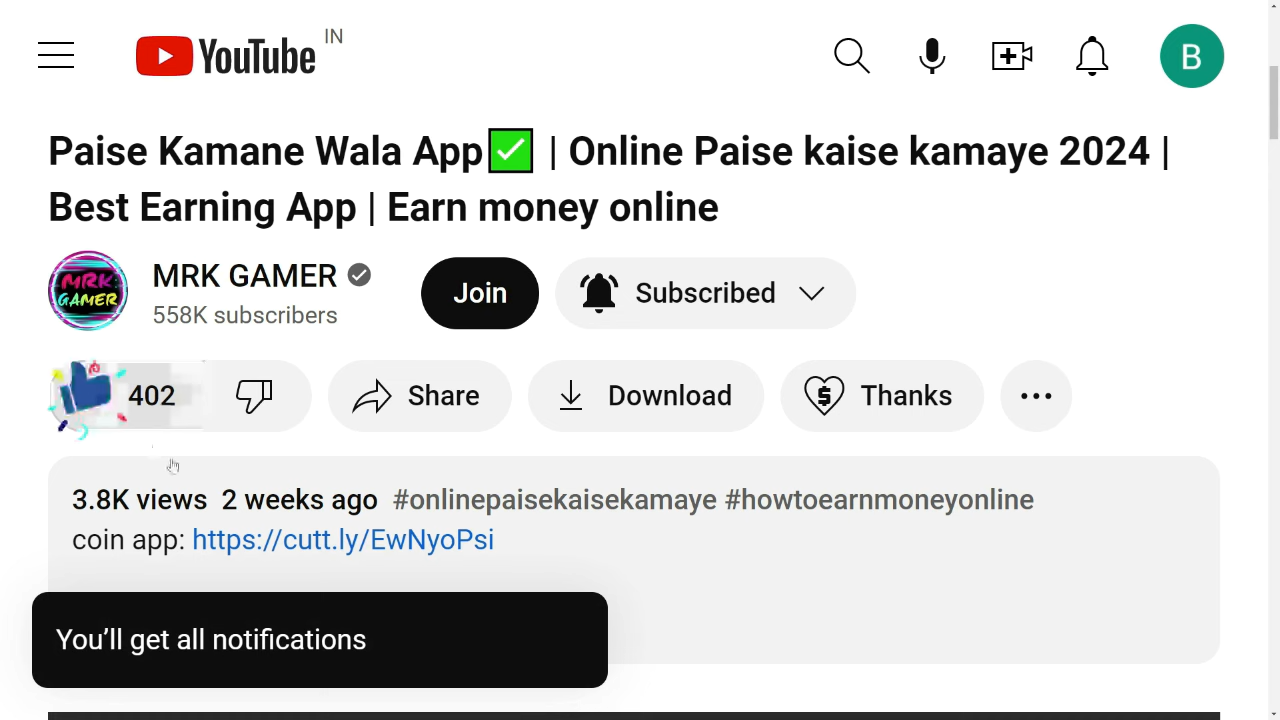 YouTube IN
B
Paise Kamane Wala App✅ | Online Paise kaise kamaye 2024 |
Best Earning App | Earn money online
MRK GAMER
MRK GAMER
558K subscribers
Join
Subscribed
402
Share
Download
Thanks
3.8K views 2 weeks ago #onlinepaisekaisekamaye #howtoearnmoneyonline
coin app: https://cutt.ly/EwNyoPsi
You’ll get all notifications